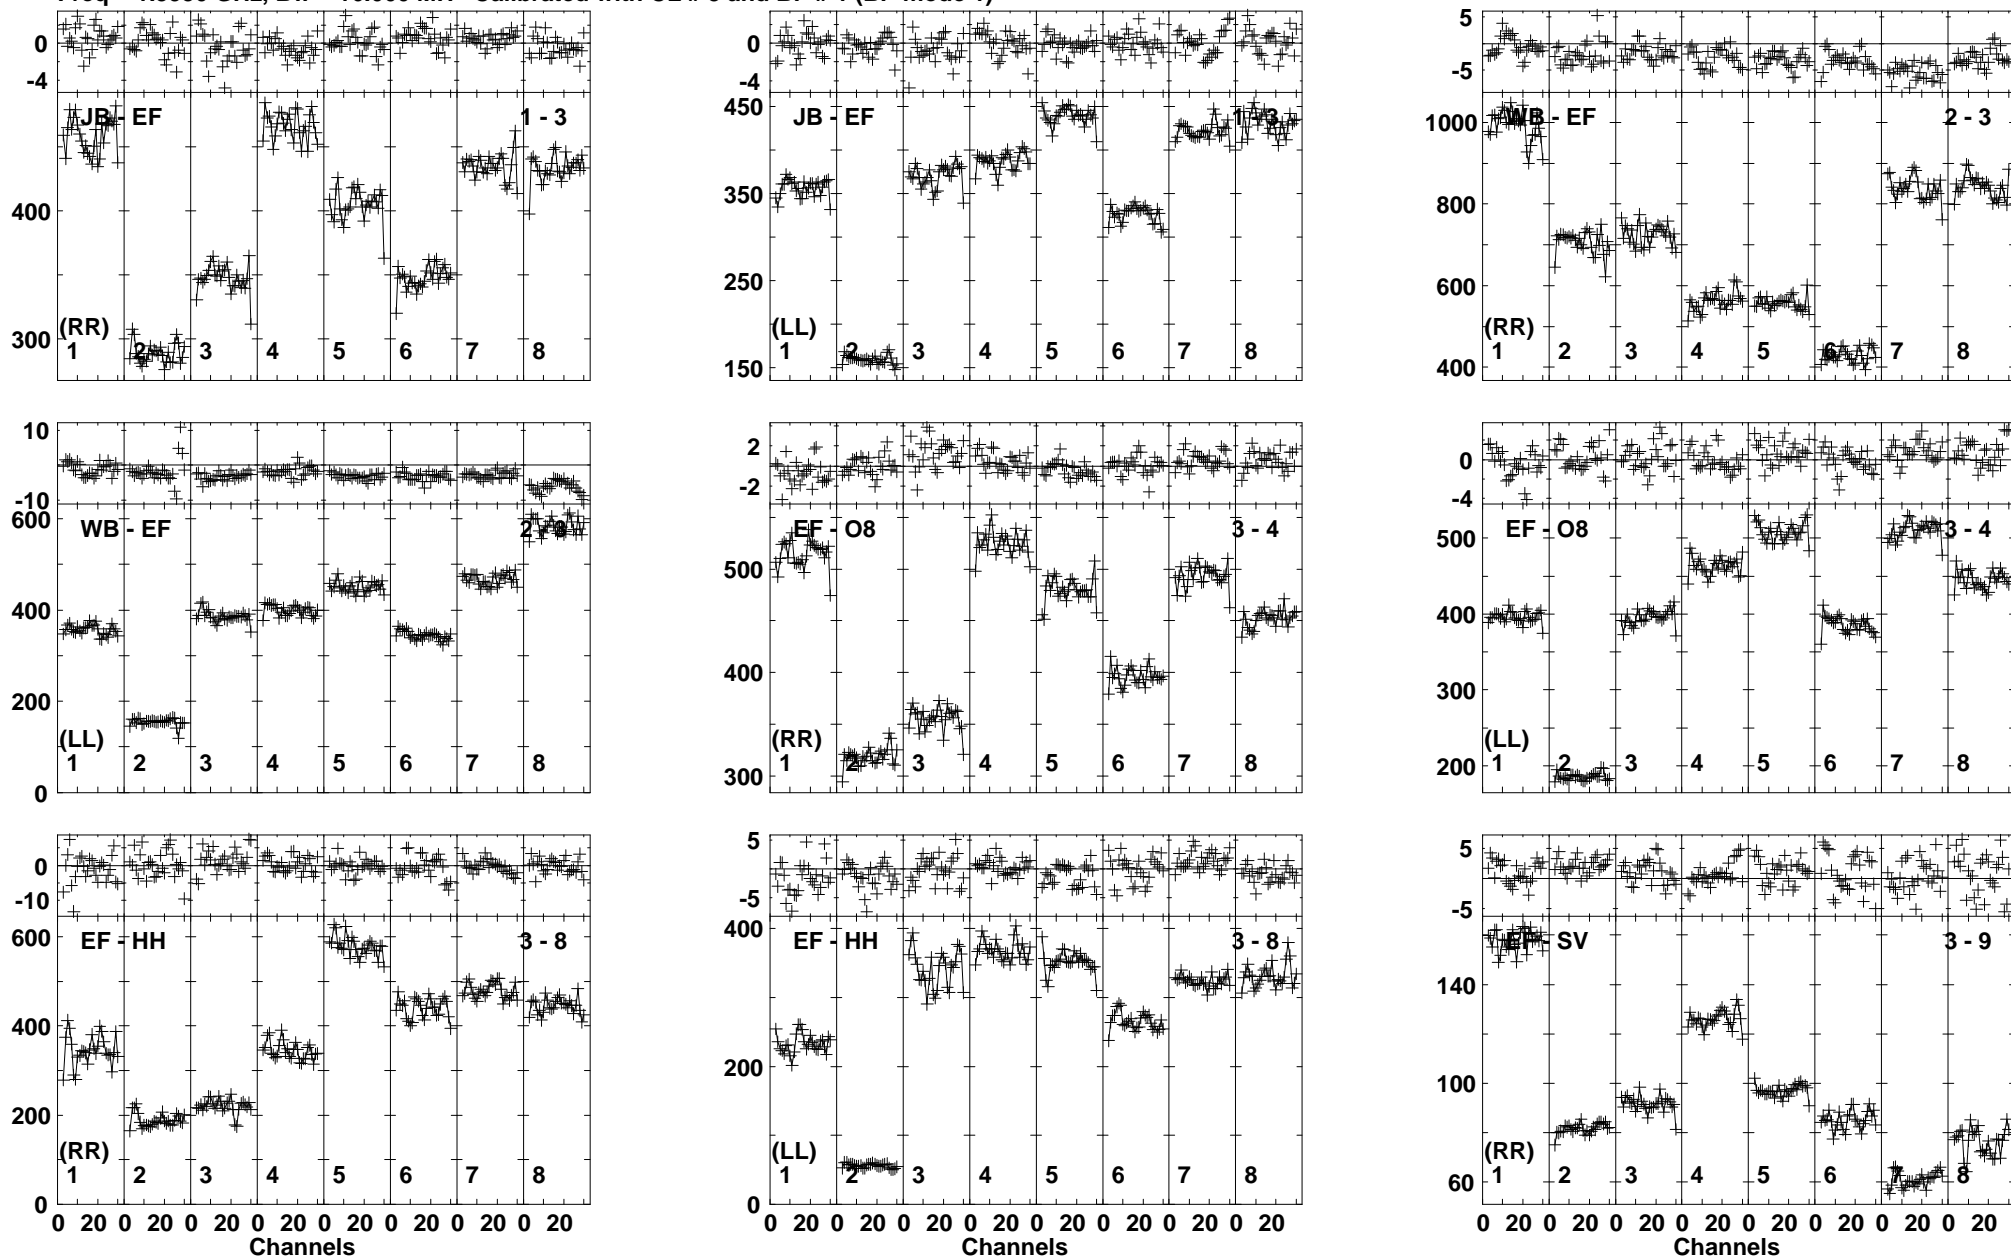 0 -4 0 -4 5 -5
JB - EF 1 - 3 JB - EF 1 - 3 WB - EF 2 - 3
400 300 450 350 250 150 1000 800 600 400
(RR) (LL) (RR)
1 2 3 4 5 6 7 8 1 2 3 4 5 6 7 8 1 2 3 4 5 6 7 8
10 -10 2 -2 0 -4
WB - EF 2 - 3 EF - O8 3 - 4 EF - O8 3 - 4
600 400 200 0 500 400 300 500 400 300 200
(LL) (RR) (LL)
1 2 3 4 5 6 7 8 1 2 3 4 5 6 7 8 1 2 3 4 5 6 7 8
0 -10 5 -5 5 -5
EF - HH 3 - 8 EF - HH 3 - 8 EF - SV 3 - 9
600 400 200 0 400 200 0 140 100 60
(RR) (LL) (RR)
1 2 3 4 5 6 7 8 1 2 3 4 5 6 7 8 1 2 3 4 5 6 7 8
0 20 0 20 0 20 0 20 0 20 0 20 0 20 0 20 0 20 0 20 0 20 0 20 0 20 0 20 0 20 0 20 0 20 0 20 0 20 0 20 0 20 0 20 0 20 0 20
Channels Channels Channels